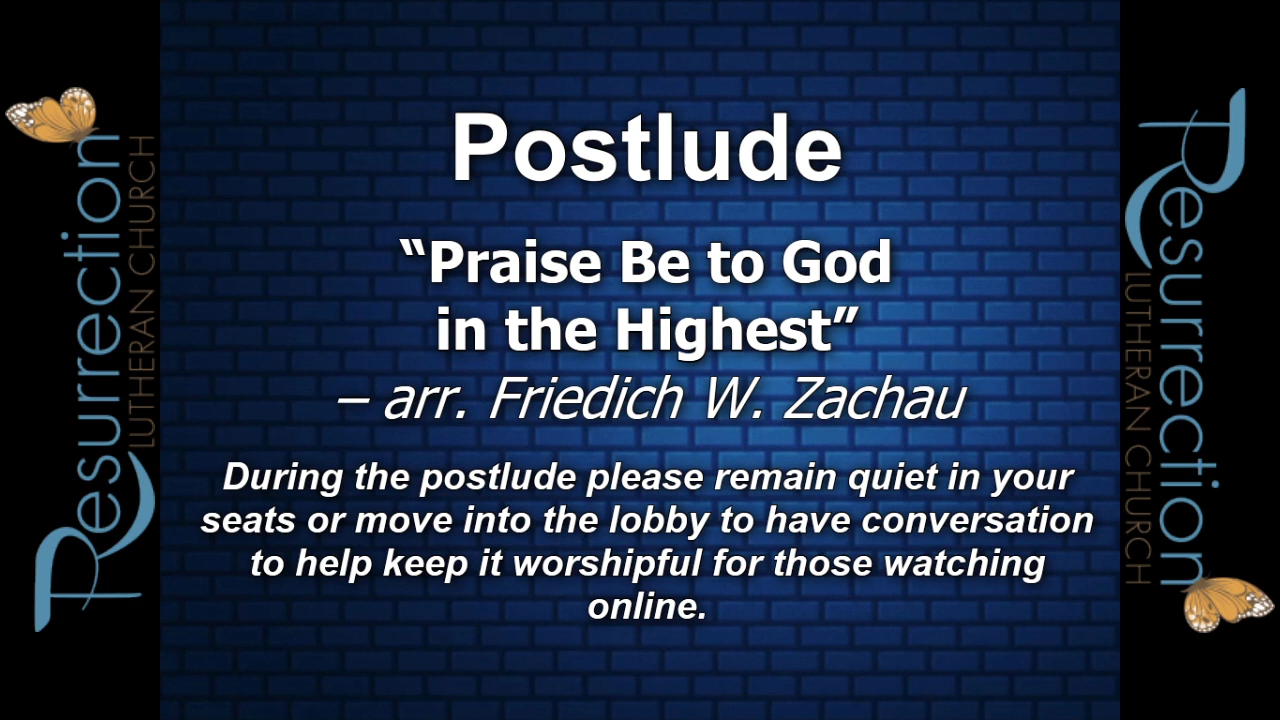 Resurrection
LUTHERAN CHURCH
Postlude
“Praise Be to God
in the Highest”
– arr. Friedich W. Zachau
During the postlude please remain quiet in your
seats or move into the lobby to have conversation
to help keep it worshipful for those watching
online.
Resurrection
LUTHERAN CHURCH